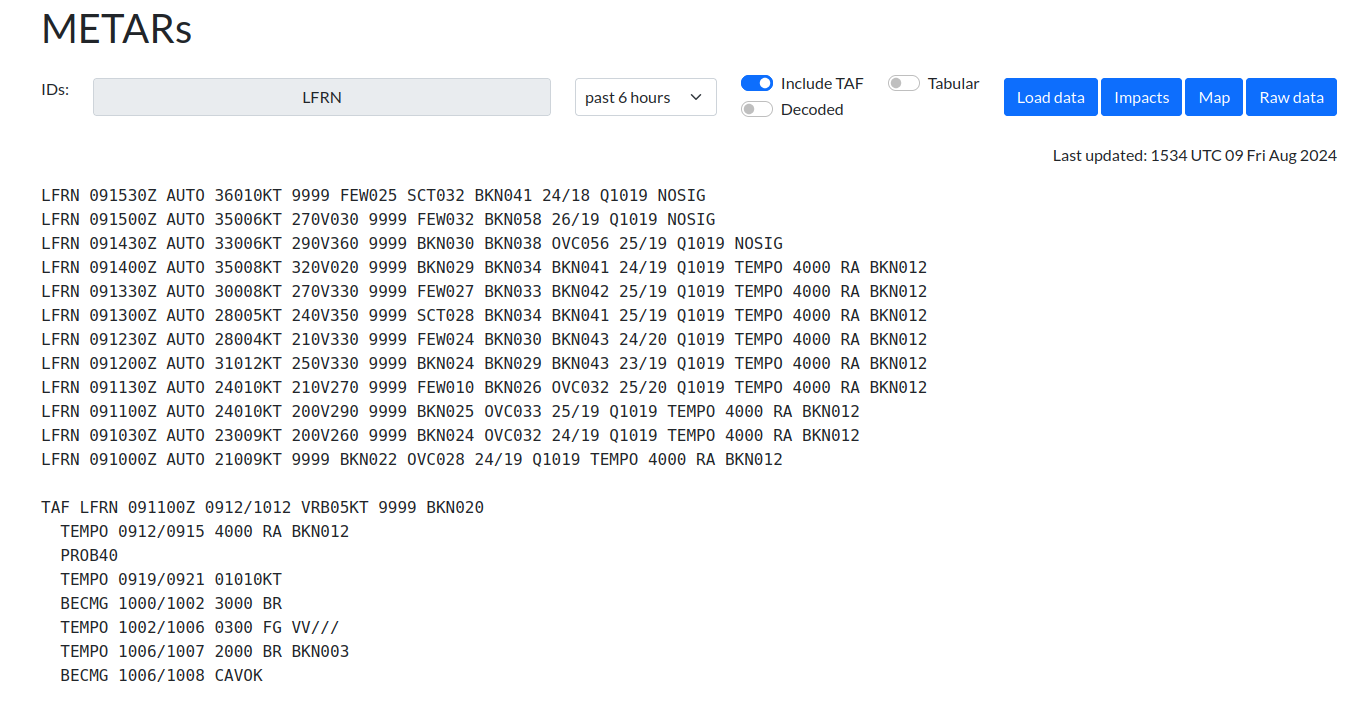 METARs
IDs: LFRN past 6 hours Include TAF Tabular Load data Impacts Map Raw data
Decoded
Last updated: 1534 UTC 09 Fri Aug 2024
LFRN 091530Z AUTO 36010KT 9999 FEW025 SCT032 BKN041 24/18 Q1019 NOSIG
LFRN 091500Z AUTO 35006KT 270V030 9999 FEW032 BKN058 26/19 Q1019 NOSIG
LFRN 091430Z AUTO 33006KT 290V360 9999 BKN030 BKN038 OVC056 25/19 Q1019 NOSIG
LFRN 091400Z AUTO 35008KT 320V020 9999 BKN029 BKN034 BKN041 24/19 Q1019 TEMPO 4000 RA BKN012
LFRN 091330Z AUTO 30008KT 270V330 9999 FEW027 BKN033 BKN042 25/19 Q1019 TEMPO 4000 RA BKN012
LFRN 091300Z AUTO 28005KT 240V350 9999 SCT028 BKN034 BKN041 25/19 Q1019 TEMPO 4000 RA BKN012
LFRN 091230Z AUTO 28004KT 210V330 9999 FEW024 BKN030 BKN043 24/20 Q1019 TEMPO 4000 RA BKN012
LFRN 091200Z AUTO 31012KT 250V330 9999 BKN024 BKN029 BKN043 23/19 Q1019 TEMPO 4000 RA BKN012
LFRN 091130Z AUTO 24010KT 210V270 9999 FEW010 BKN026 OVC032 25/20 Q1019 TEMPO 4000 RA BKN012
LFRN 091100Z AUTO 24010KT 200V290 9999 BKN025 OVC033 25/19 Q1019 TEMPO 4000 RA BKN012
LFRN 091030Z AUTO 23009KT 200V260 9999 BKN024 OVC032 24/19 Q1019 TEMPO 4000 RA BKN012
LFRN 091000Z AUTO 21009KT 9999 BKN022 OVC028 24/19 Q1019 TEMPO 4000 RA BKN012
TAF LFRN 091100Z 0912/1012 VRB05KT 9999 BKN020
TEMPO 0912/0915 4000 RA BKN012
PROB40
TEMPO 0919/0921 01010KT
BECMG 1000/1002 3000 BR
TEMPO 1002/1006 0300 FG VV///
TEMPO 1006/1007 2000 BR BKN003
BECMG 1006/1008 CAVOK